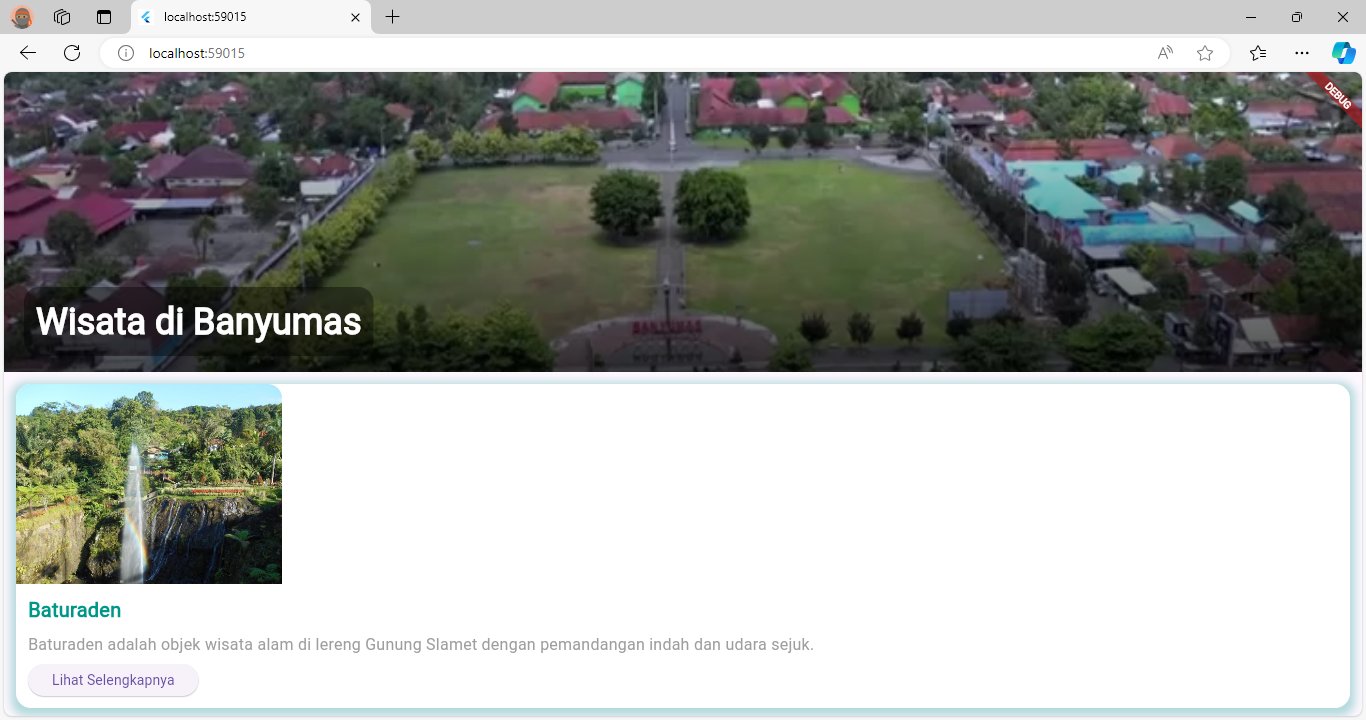 localhost:59015
localhost:59015
DEBUG
BANYUMAS
Wisata di Banyumas
Baturaden
Baturaden adalah objek wisata alam di lereng Gunung Slamet dengan pemandangan indah dan udara sejuk.
Lihat Selengkapnya